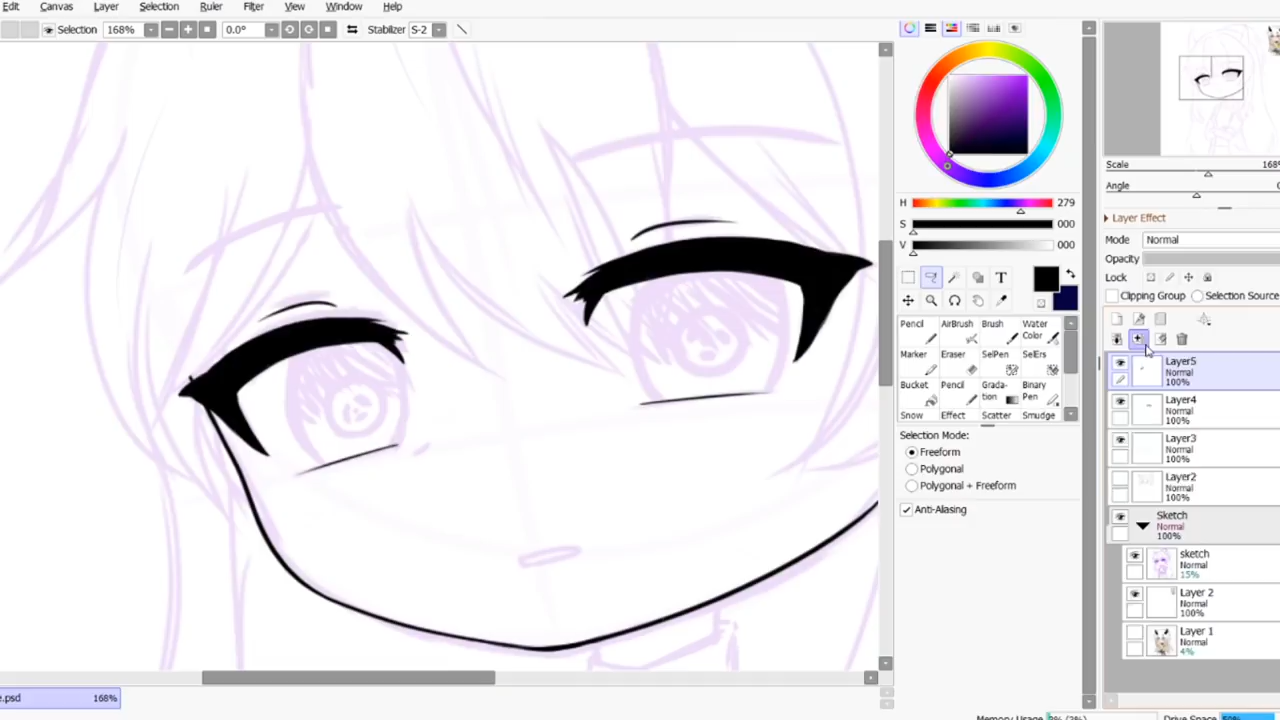 Edit Canvas Layer Selection Ruler Filter View Window Help
Selection 168% 0.0° Stabilizer S-2
Scale 168%
Angle 0
Layer Effect
H 279
S 000
V 000
Mode Normal
Opacity
Lock
Clipping Group Selection Source
T
Pencil AirBrush Brush Water Color
Marker Eraser SelPen SelErs
Bucket Pencil Grada-tion Binary Pen
Snow Effect Scatter Smudge
Selection Mode:
Freeform
Polygonal
Polygonal + Freeform
Anti-Aliasing
Layer5
Normal
100%
Layer4
Normal
100%
Layer3
Normal
100%
Layer2
Normal
100%
Sketch
Normal
100%
sketch
Normal
15%
Layer 2
Normal
100%
Layer 1
Normal
4%
e.psd 168%
Memory Usage Drive Space 50%